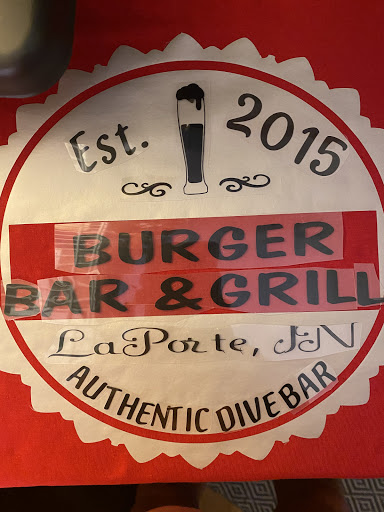 Est. 2015
BURGER
BAR & GRILL
LaPorte, IN
AUTHENTIC DIVE BAR